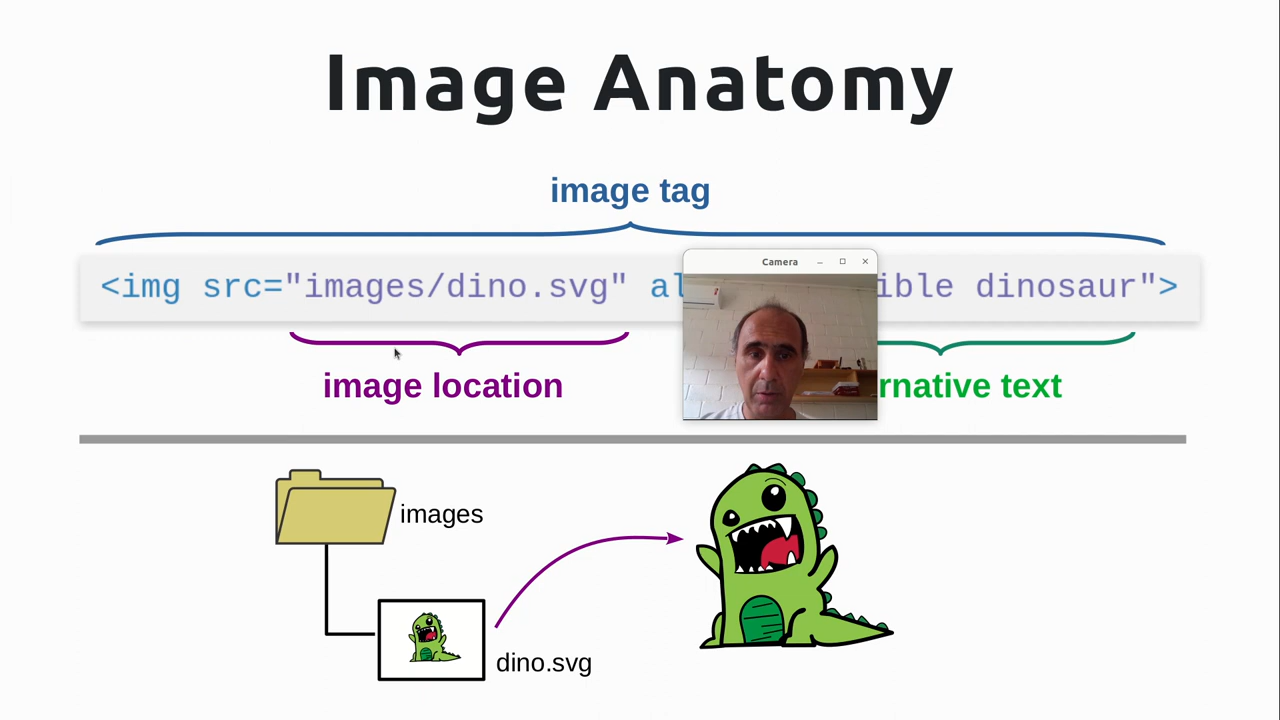 Image Anatomy
image tag
Camera
<img src="images/dino.svg" al ible dinosaur">
image location rnative text
images
dino.svg